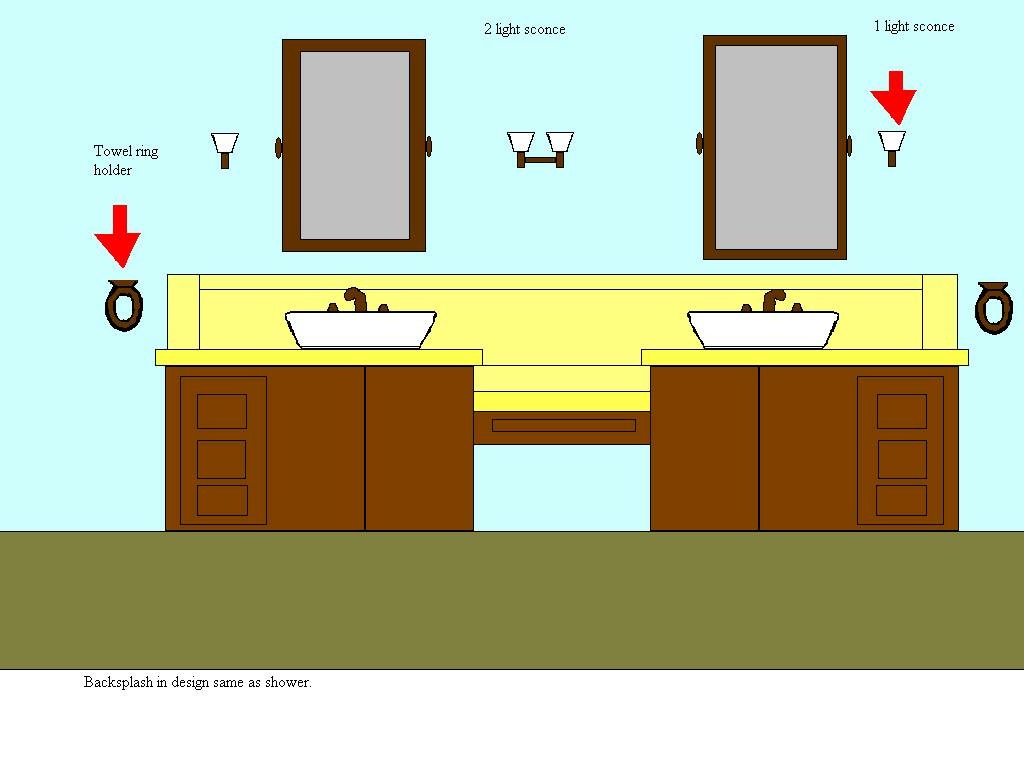 2 light sconce
1 light sconce
Towel ring
holder
Backsplash in design same as shower.